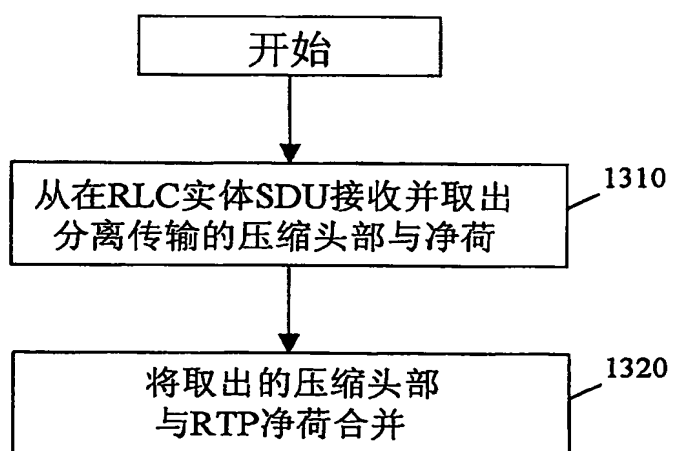 开始
从在RLC实体SDU接收并取出
分离传输的压缩头部与净荷
1310
将取出的压缩头部
与RTP净荷合并
1320